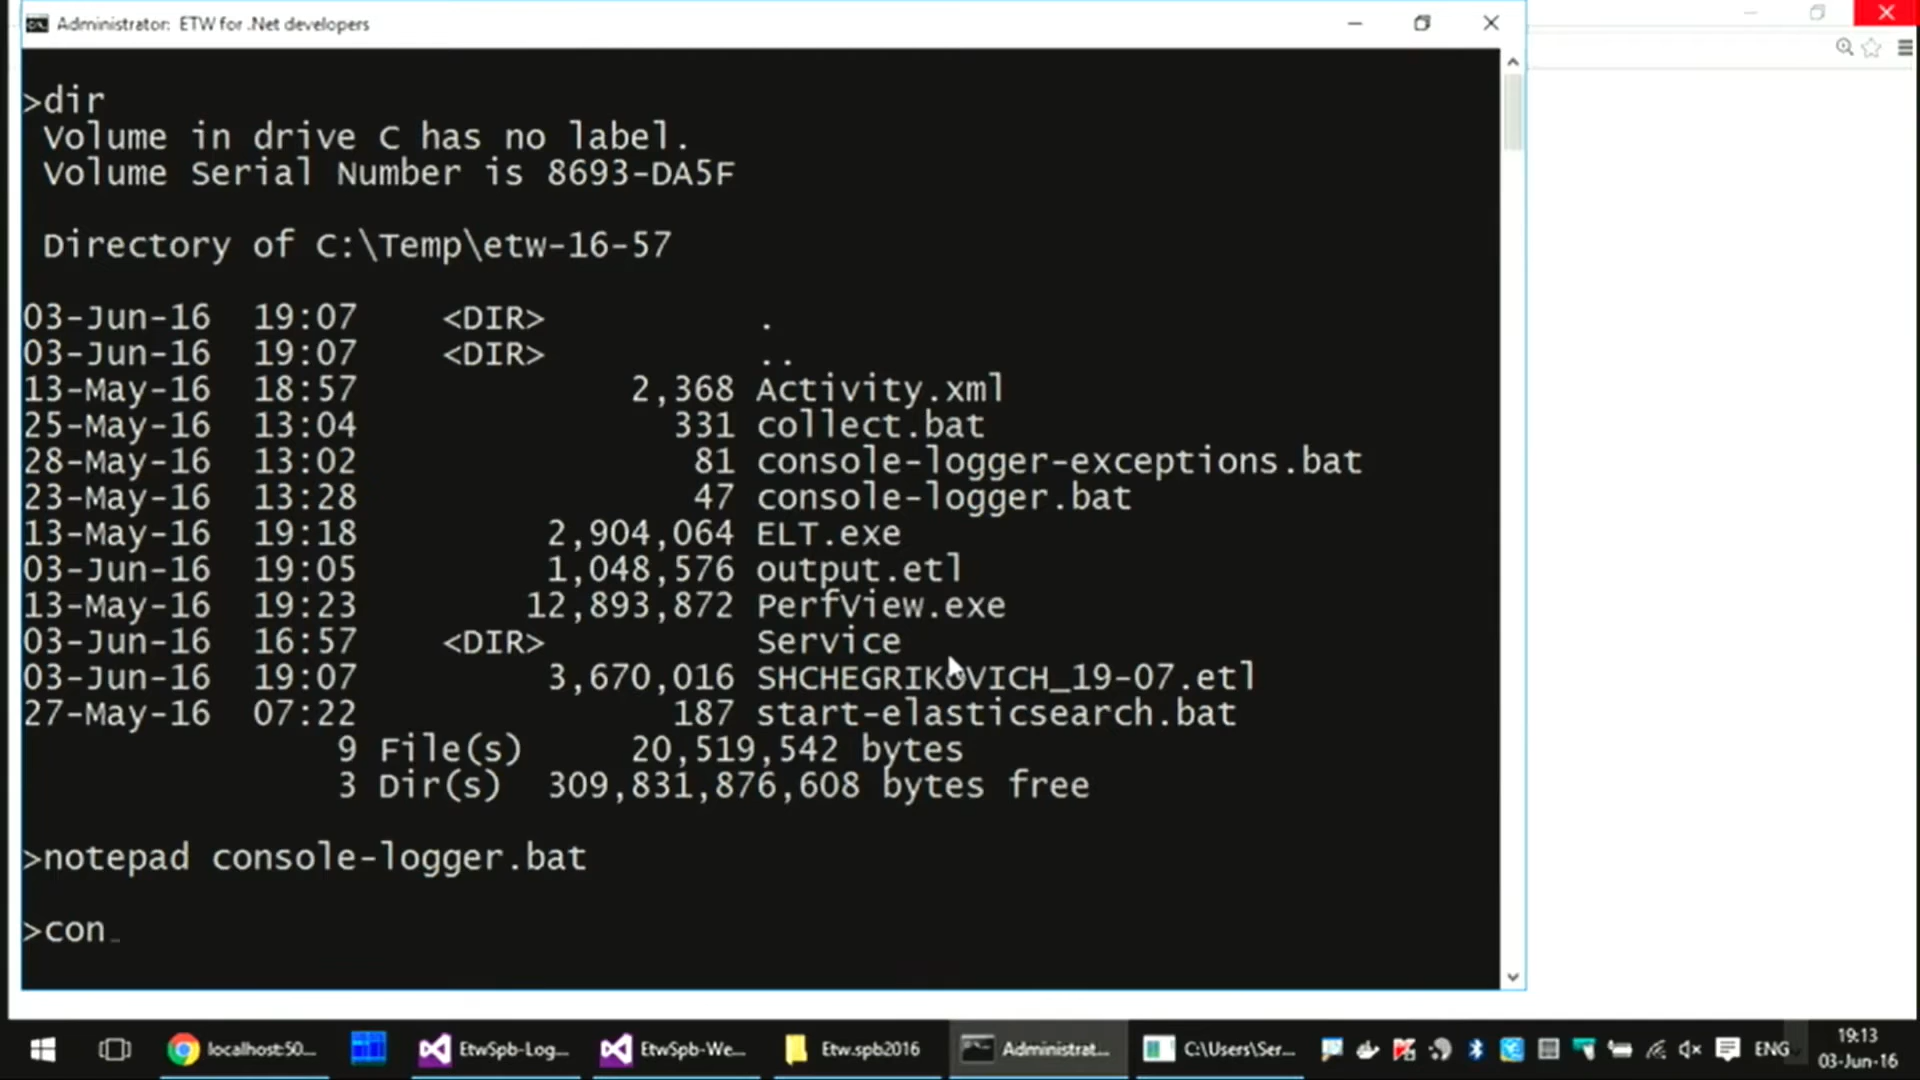 Administrator: ETW for .Net developers
>dir
Volume in drive C has no label.
Volume Serial Number is 8693-DA5F
Directory of C:\Temp\etw-16-57
03-Jun-16 19:07 <DIR> .
03-Jun-16 19:07 <DIR> ..
13-May-16 18:57 2,368 Activity.xml
25-May-16 13:04 331 collect.bat
28-May-16 13:02 81 console-logger-exceptions.bat
23-May-16 13:28 47 console-logger.bat
13-May-16 19:18 2,904,064 ELT.exe
03-Jun-16 19:05 1,048,576 output.etl
13-May-16 19:23 12,893,872 PerfView.exe
03-Jun-16 16:57 <DIR> Service
03-Jun-16 19:07 3,670,016 SHCHEGRIKOVICH_19-07.etl
27-May-16 07:22 187 start-elasticsearch.bat
9 File(s) 20,519,542 bytes
3 Dir(s) 309,831,876,608 bytes free
>notepad console-logger.bat
>con_
localhost:50... EtwSpb-Log... EtwSpb-We... Etw.spb2016 Administrat... C:\Users\Ser... ENG 19:13
03-Jun-16